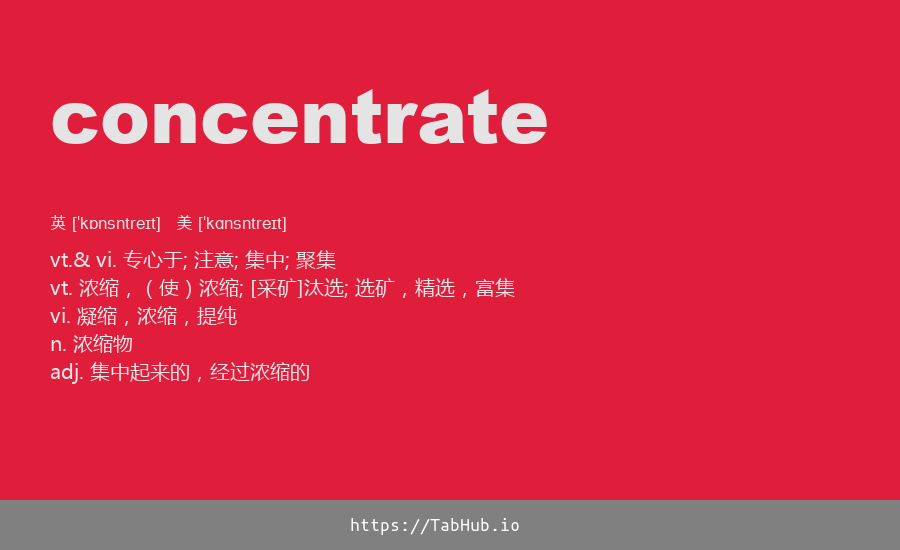 concentrate
英 ['kɒnsntreɪt] 美 ['kɑnsntreɪt]
vt.& vi. 专心于; 注意; 集中; 聚集
vt. 浓缩，（使）浓缩; [采矿]汰选; 选矿，精选，富集
vi. 凝缩，浓缩，提纯
n. 浓缩物
adj. 集中起来的，经过浓缩的
https://TabHub.io